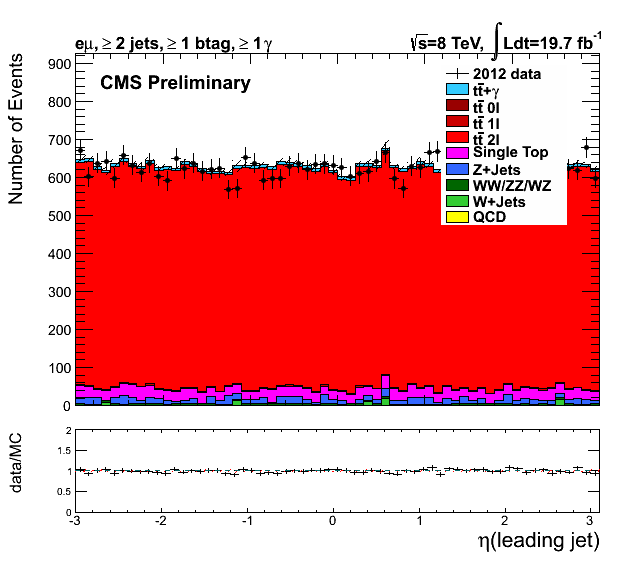 eμ, ≥ 2 jets, ≥ 1 btag, ≥ 1γ
√s=8 TeV, ∫ Ldt=19.7 fb⁻¹
CMS Preliminary
Number of Events
900
800
700
600
500
400
300
200
100
0
2012 data
tt̄+γ
tt̄ 0l
tt̄ 1l
tt̄ 2l
Single Top
Z+Jets
WW/ZZ/WZ
W+Jets
QCD
data/MC
2
1.5
1
0.5
0
-3 -2 -1 0 1 2 3
η(leading jet)